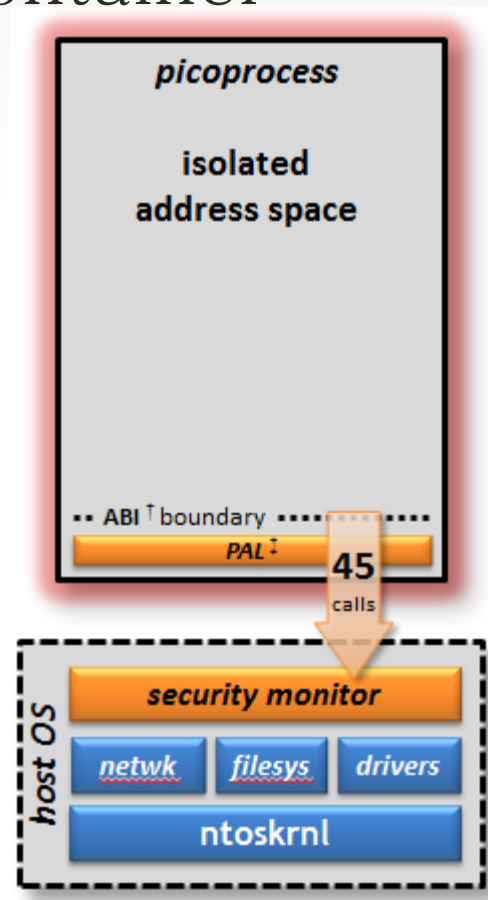 picoprocess
isolated
address space
ABI † boundary
PAL ‡
45
calls
security monitor
host OS
netwk filesys drivers
ntoskrnl